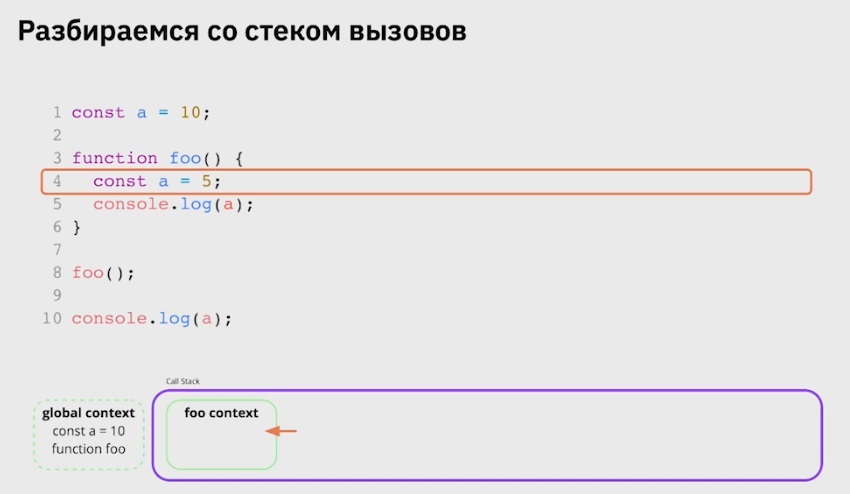 Разбираемся со стеком вызовов
1 const a = 10;
2
3 function foo() {
4 const a = 5;
5 console.log(a);
6 }
7
8 foo();
9
10 console.log(a);
Call Stack
global context
const a = 10
function foo
foo context